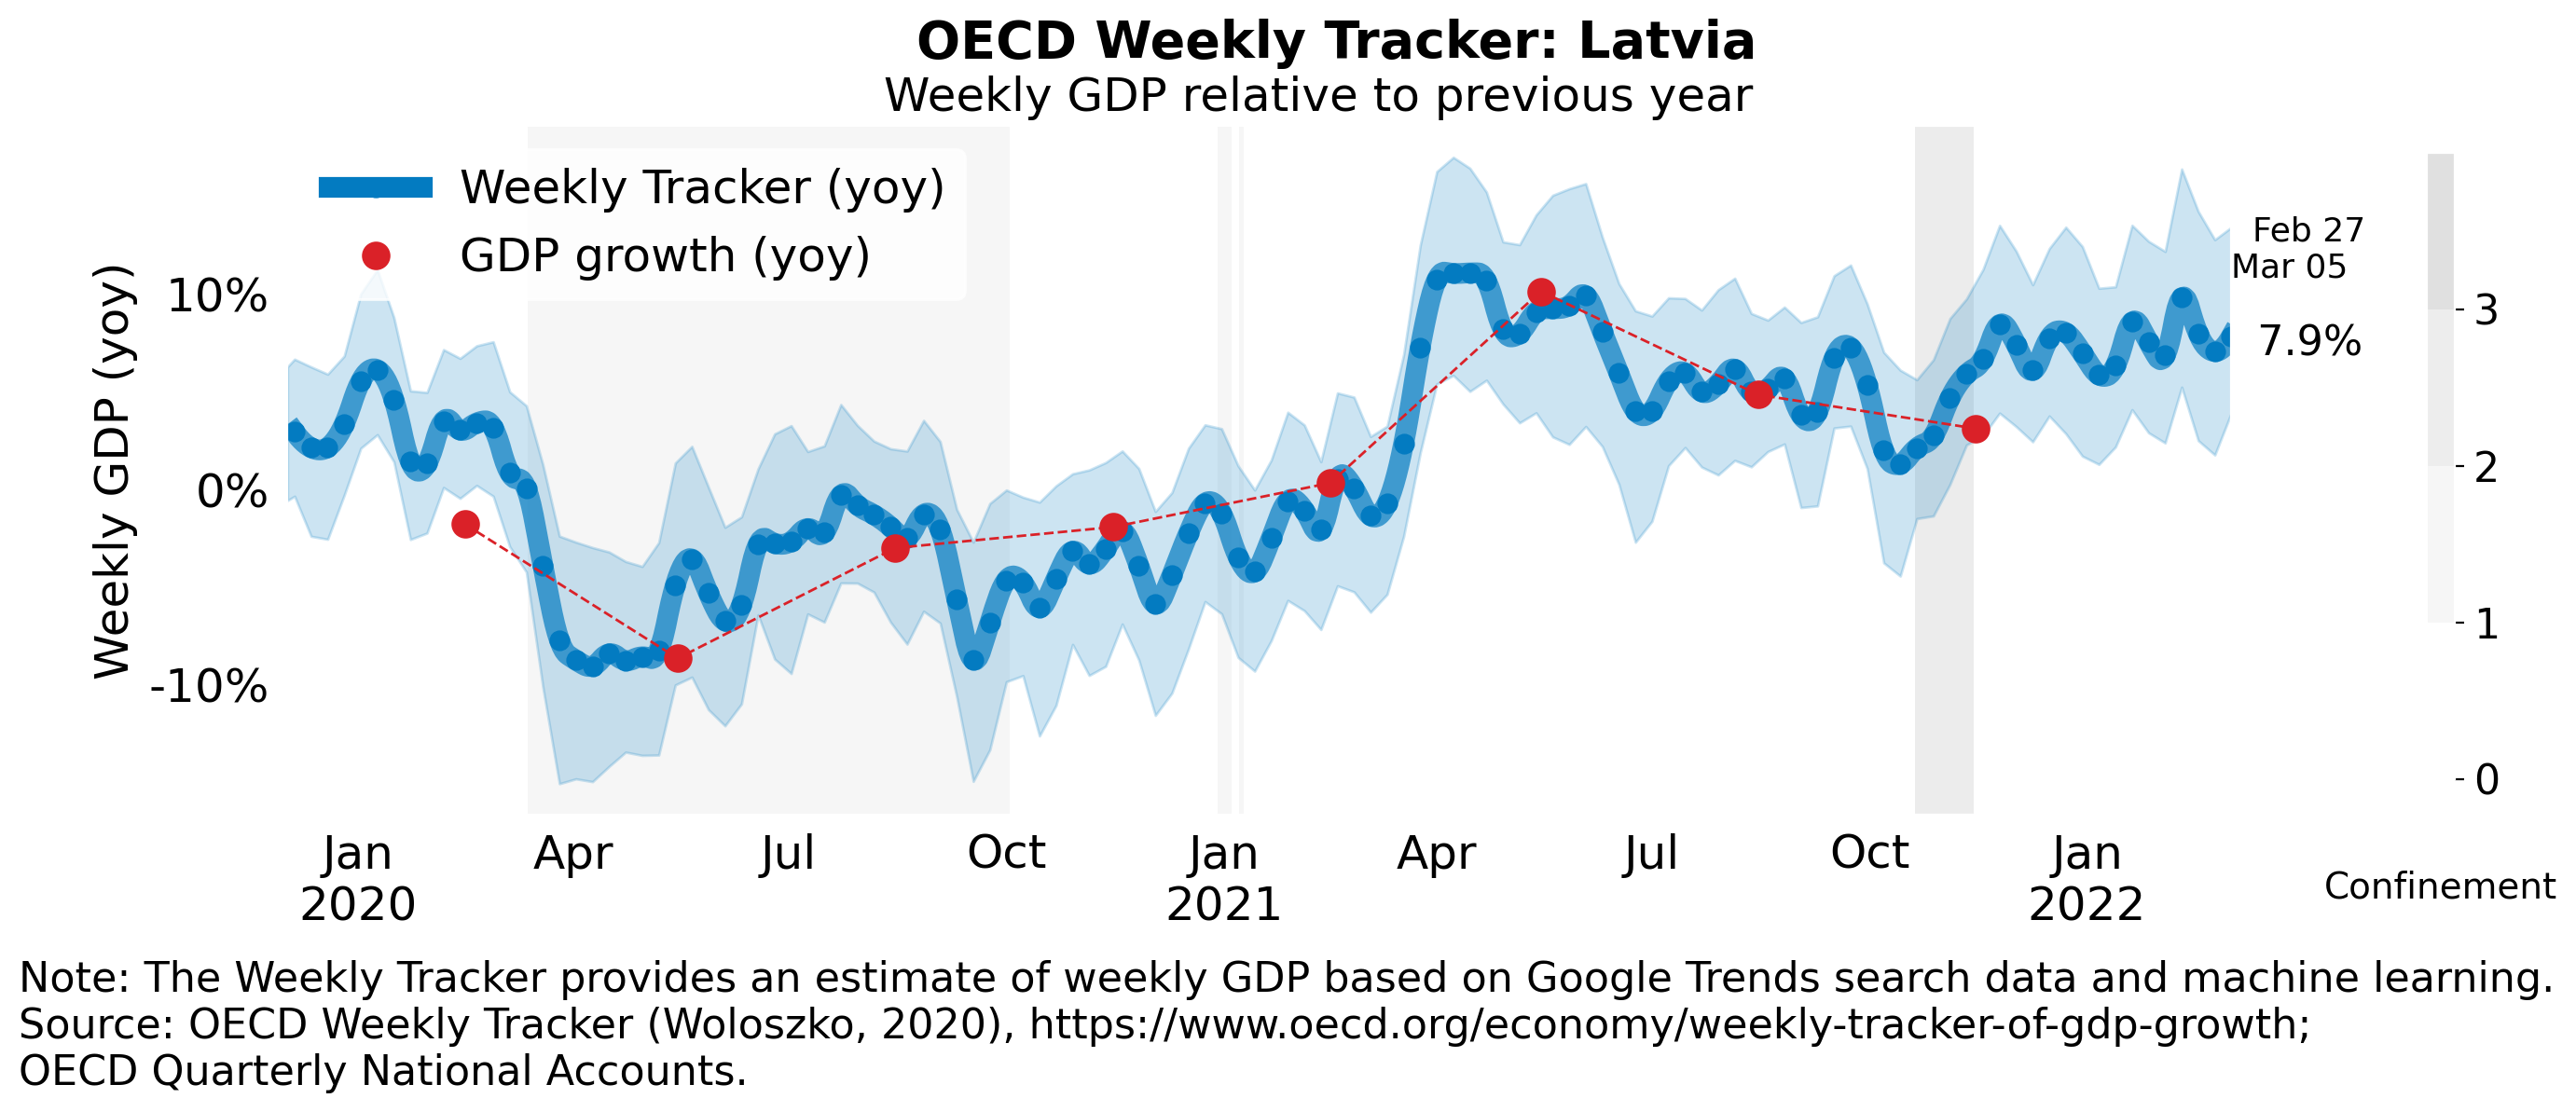 OECD Weekly Tracker: Latvia
Weekly GDP relative to previous year
Weekly Tracker (yoy)
GDP growth (yoy)
Weekly GDP (yoy)
10%
0%
-10%
Feb 27
Mar 05
7.9%
3
2
1
0
Jan
2020
Apr
Jul
Oct
Jan
2021
Apr
Jul
Oct
Jan
2022
Confinement
Note: The Weekly Tracker provides an estimate of weekly GDP based on Google Trends search data and machine learning.
Source: OECD Weekly Tracker (Woloszko, 2020), https://www.oecd.org/economy/weekly-tracker-of-gdp-growth;
OECD Quarterly National Accounts.